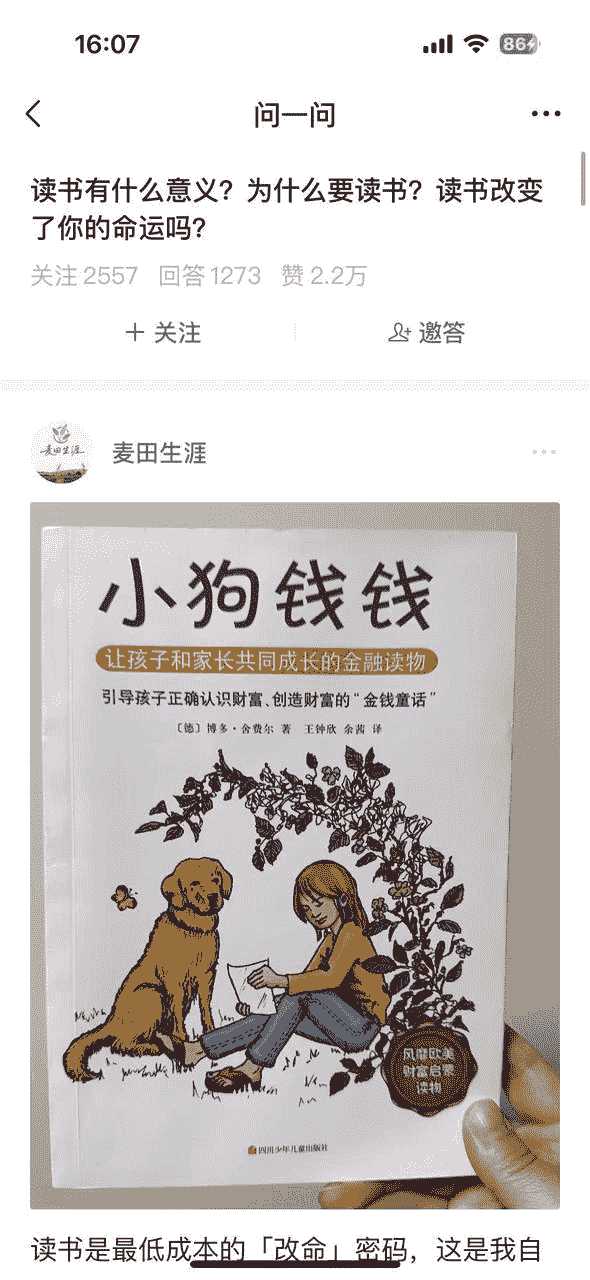 16:07
86
问一问
读书有什么意义？为什么要读书？读书改变
了你的命运吗？
关注 2557 回答 1273 赞 2.2万
+ 关注
邀答
麦田生涯
麦田生涯
小狗钱钱
让孩子和家长共同成长的金融读物
引导孩子正确认识财富、创造财富的“金钱童话”
〔德〕博多·舍费尔 著 王钟欣 余茜 译
风靡欧美
财富启蒙
读物
四川少年儿童出版社
读书是最低成本的「改命」密码，这是我自